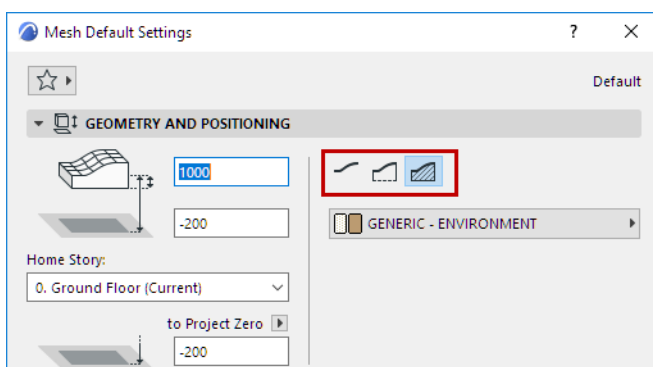 Mesh Default Settings ? ×
Default
GEOMETRY AND POSITIONING
1000
-200
GENERIC - ENVIRONMENT
Home Story:
0. Ground Floor (Current)
to Project Zero
-200